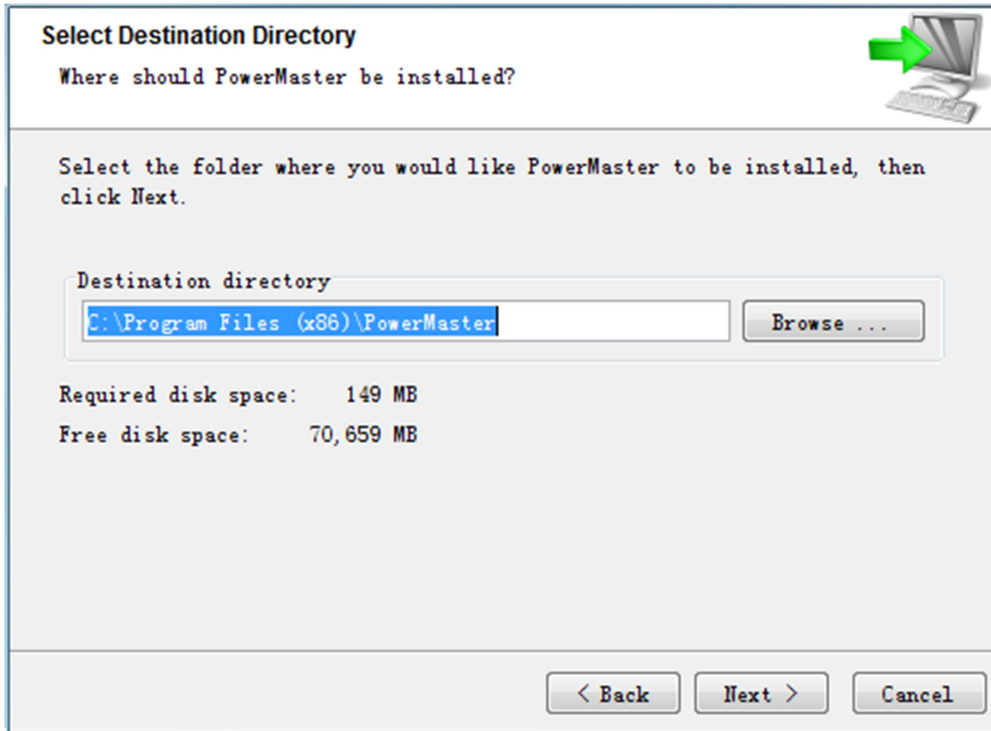 Select Destination Directory
Where should PowerMaster be installed?
Select the folder where you would like PowerMaster to be installed, then
click Next.
Destination directory
C:\Program Files (x86)\PowerMaster
Browse ...
Required disk space: 149 MB
Free disk space: 70,659 MB
< Back Next > Cancel